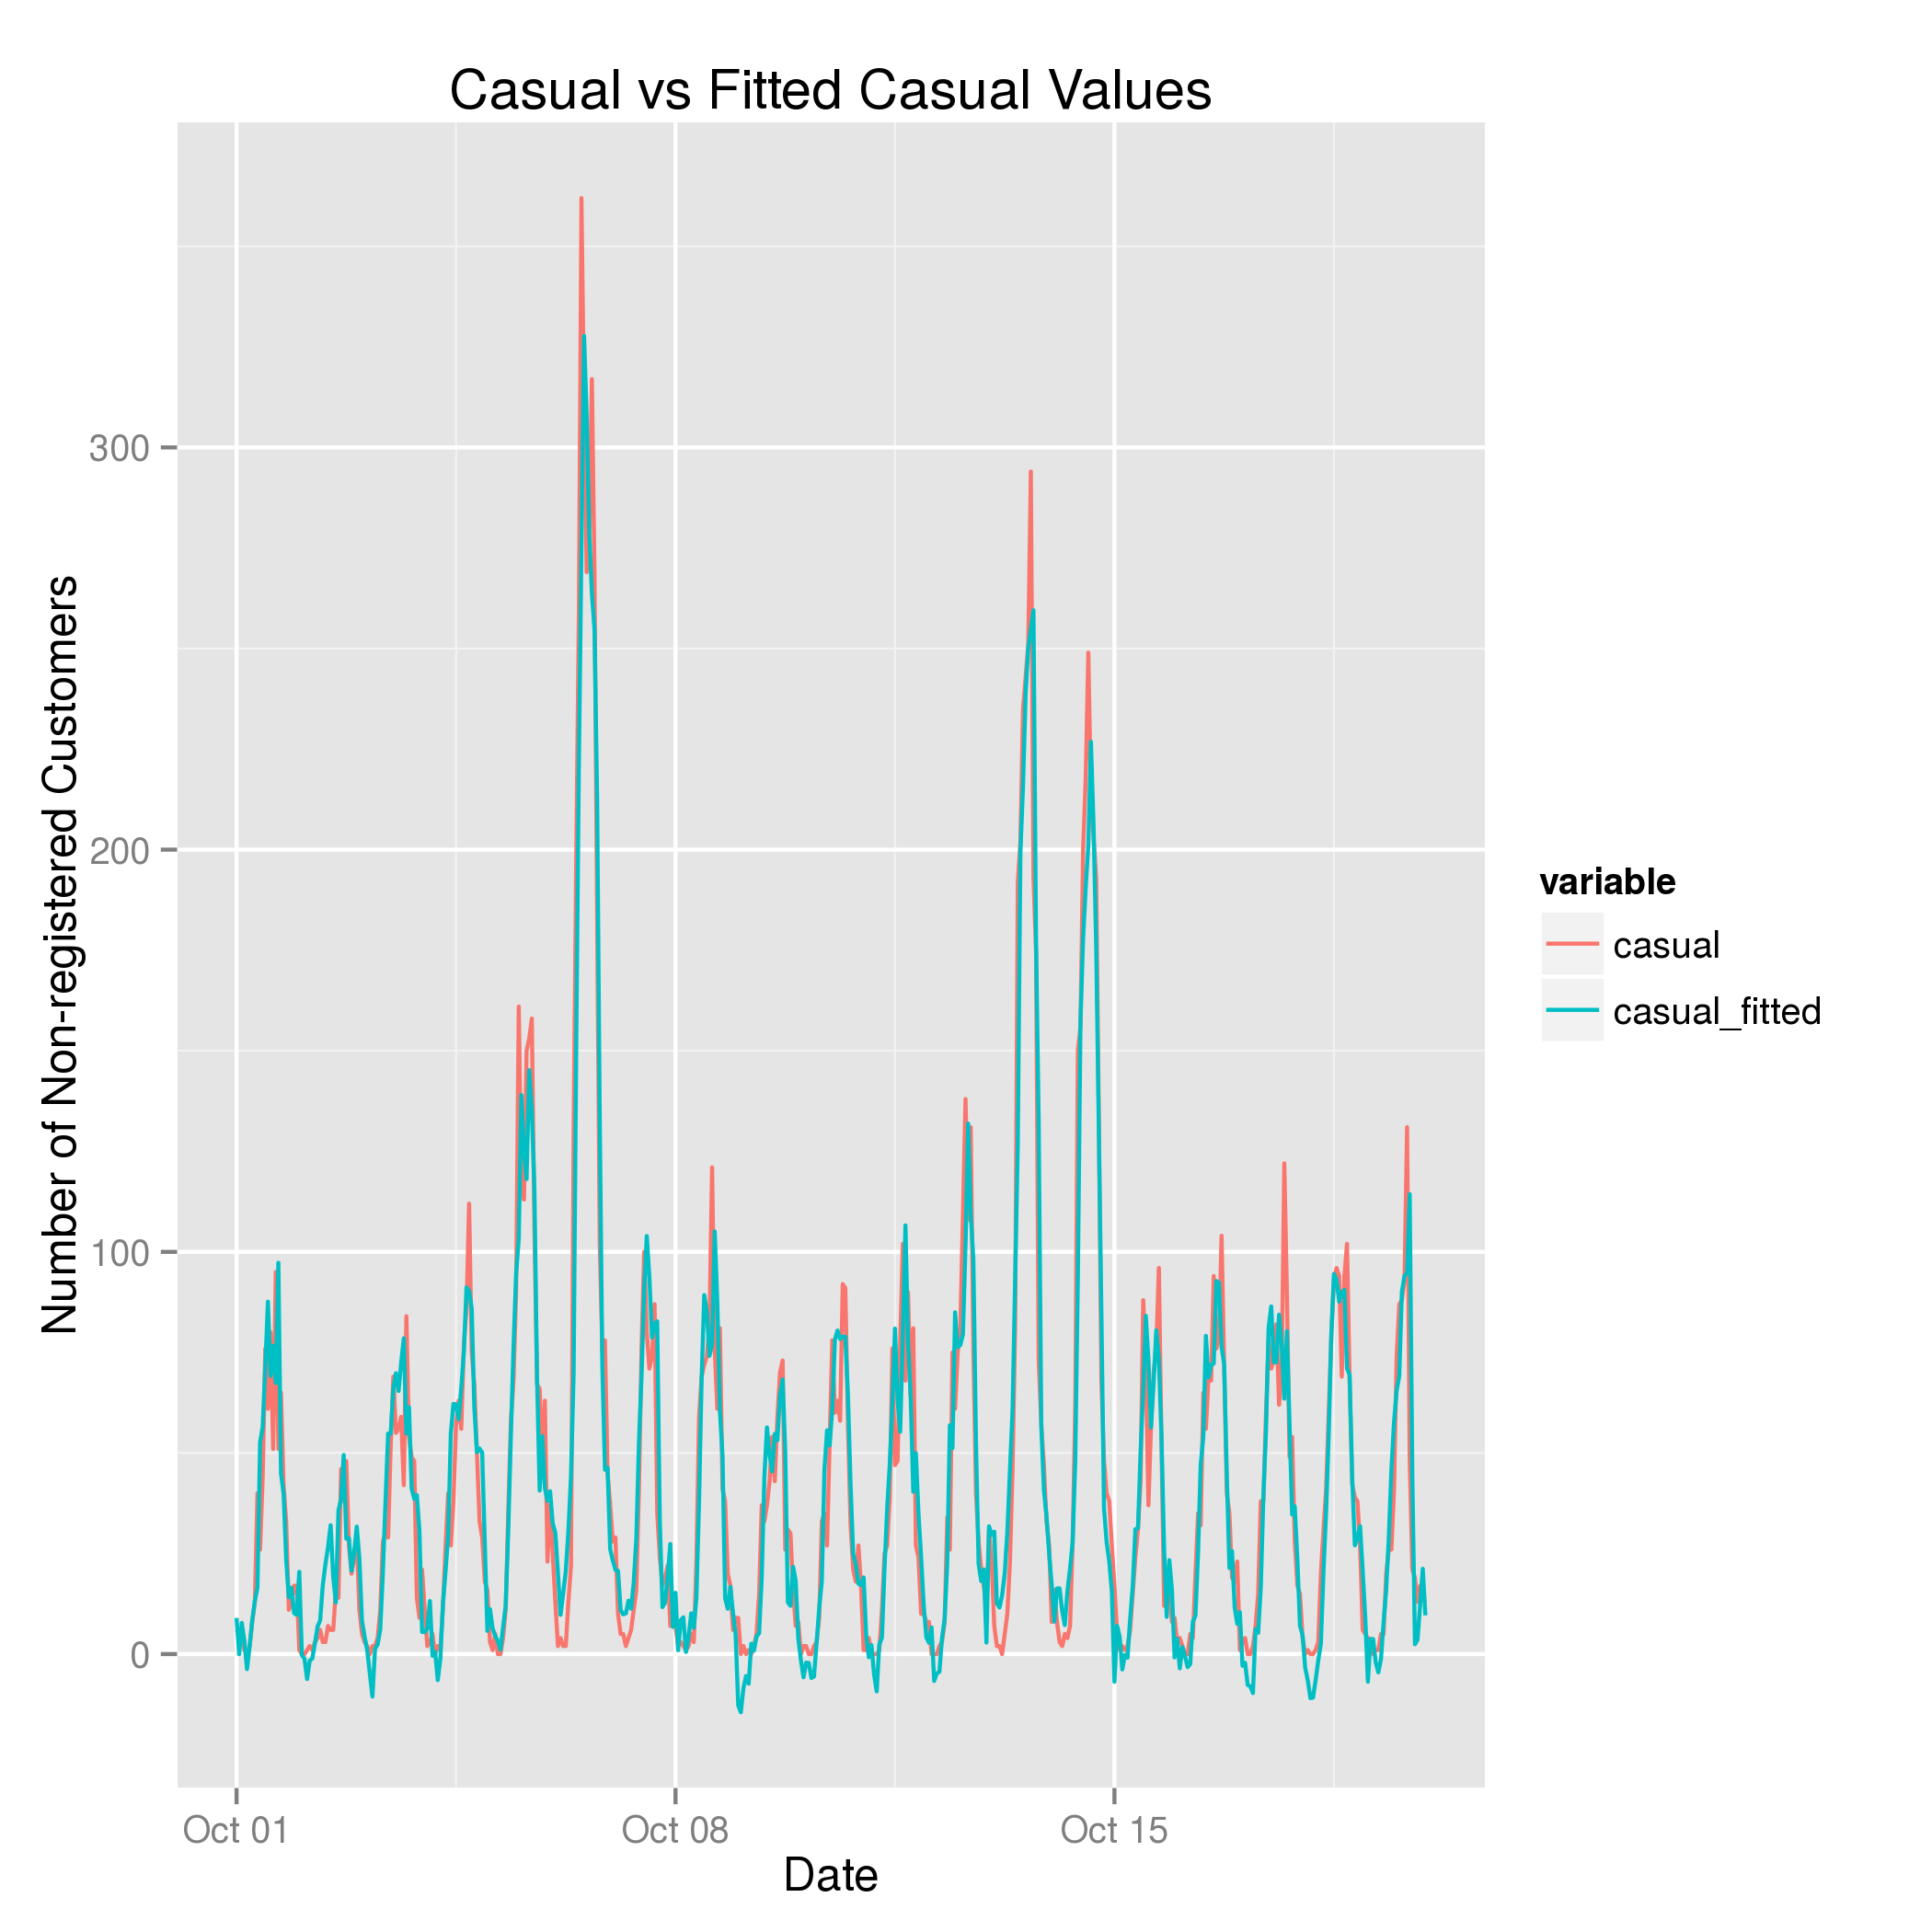 Casual vs Fitted Casual Values
Number of Non-registered Customers
300
200
100
0
Oct 01
Oct 08
Oct 15
Date
variable
casual
casual_fitted